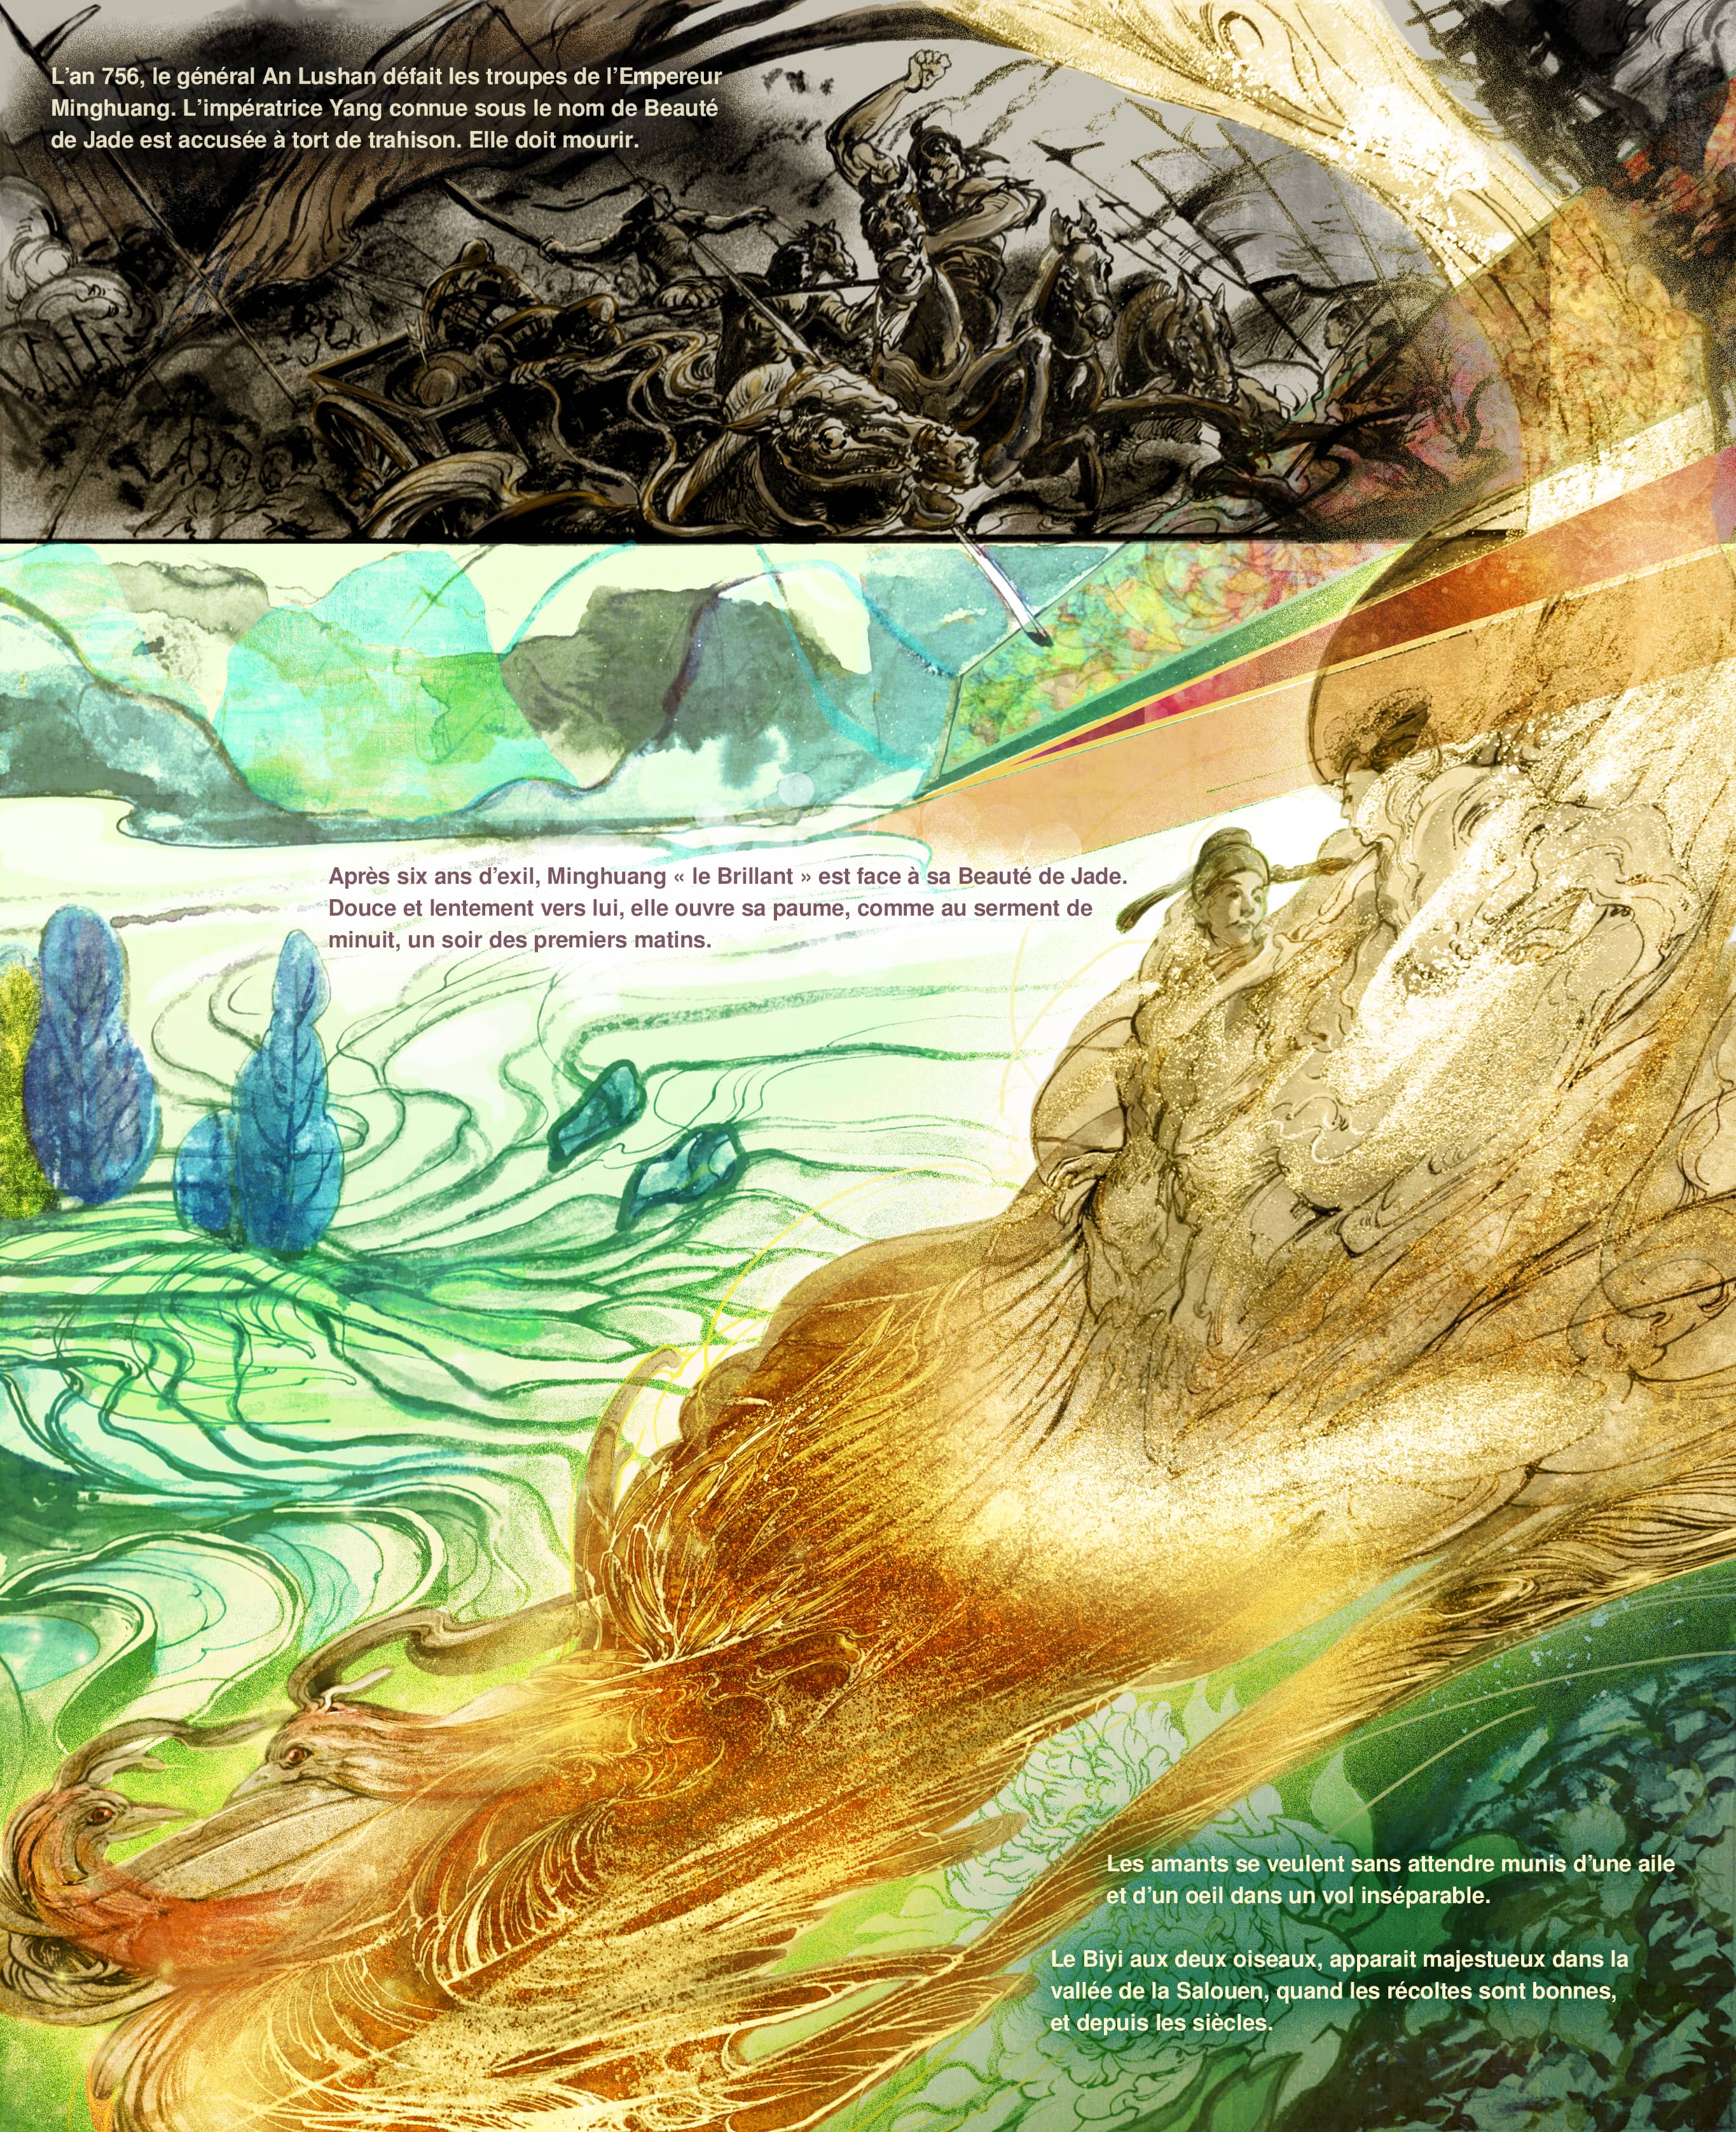 L’an 756, le général An Lushan défait les troupes de l’Empereur
Minghuang. L’impératrice Yang connue sous le nom de Beauté
de Jade est accusée à tort de trahison. Elle doit mourir.
Après six ans d’exil, Minghuang « le Brillant » est face à sa Beauté de Jade.
Douce et lentement vers lui, elle ouvre sa paume, comme au serment de
minuit, un soir des premiers matins.
Les amants se veulent sans attendre munis d’une aile
et d’un oeil dans un vol inséparable.
Le Biyi aux deux oiseaux, apparait majestueux dans la
vallée de la Salouen, quand les récoltes sont bonnes,
et depuis les siècles.